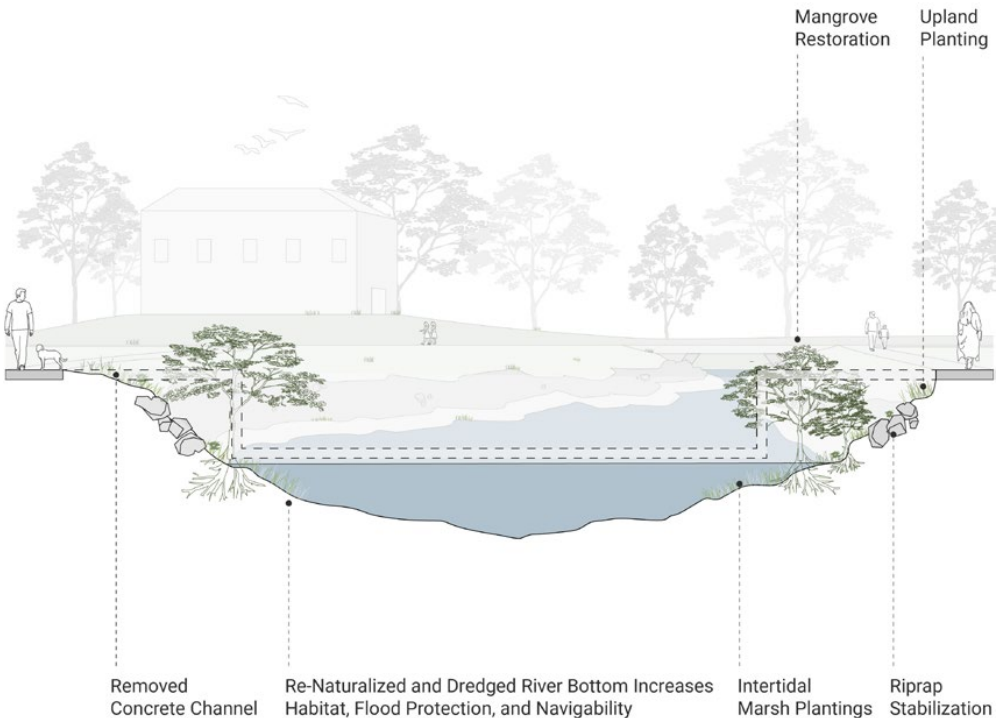 Mangrove
Restoration
Upland
Planting
Removed
Concrete Channel
Re-Naturalized and Dredged River Bottom Increases
Habitat, Flood Protection, and Navigability
Intertidal
Marsh Plantings
Riprap
Stabilization